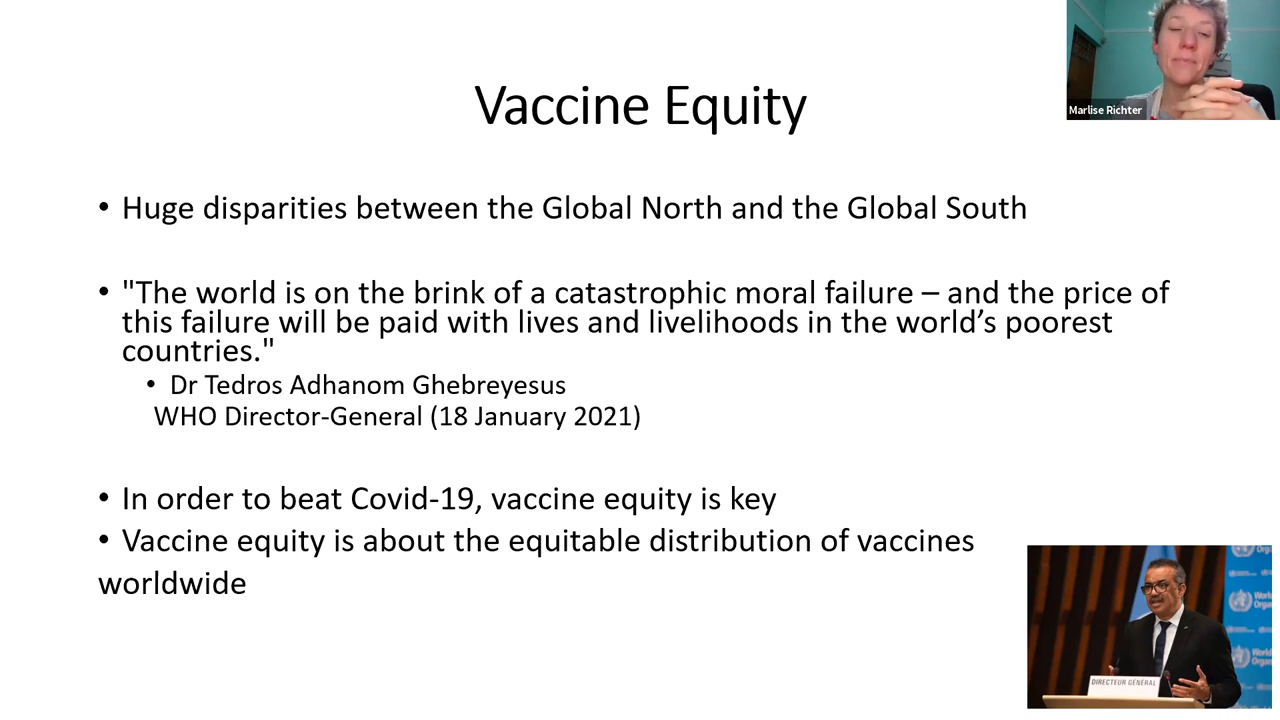 Vaccine Equity
Marlise Richter
• Huge disparities between the Global North and the Global South
• "The world is on the brink of a catastrophic moral failure – and the price of
this failure will be paid with lives and livelihoods in the world’s poorest
countries."
• Dr Tedros Adhanom Ghebreyesus
WHO Director-General (18 January 2021)
• In order to beat Covid-19, vaccine equity is key
• Vaccine equity is about the equitable distribution of vaccines
worldwide
DIRECTEUR GÉNÉRAL